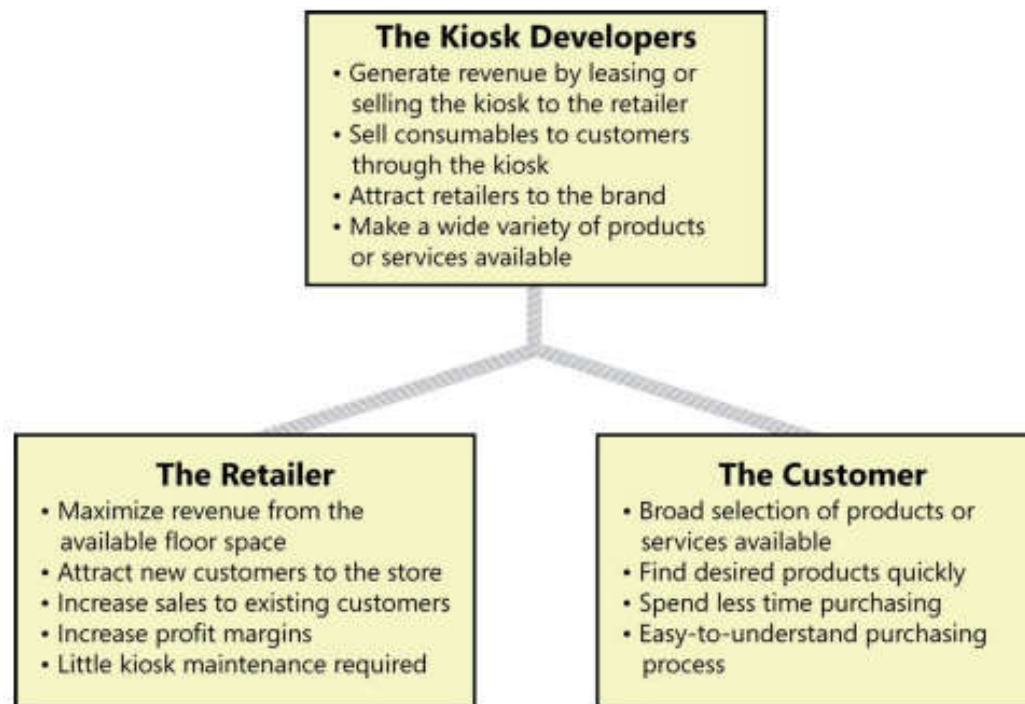 The Kiosk Developers
• Generate revenue by leasing or
selling the kiosk to the retailer
• Sell consumables to customers
through the kiosk
• Attract retailers to the brand
• Make a wide variety of products
or services available
The Retailer
• Maximize revenue from the
available floor space
• Attract new customers to the store
• Increase sales to existing customers
• Increase profit margins
• Little kiosk maintenance required
The Customer
• Broad selection of products or
services available
• Find desired products quickly
• Spend less time purchasing
• Easy-to-understand purchasing
process